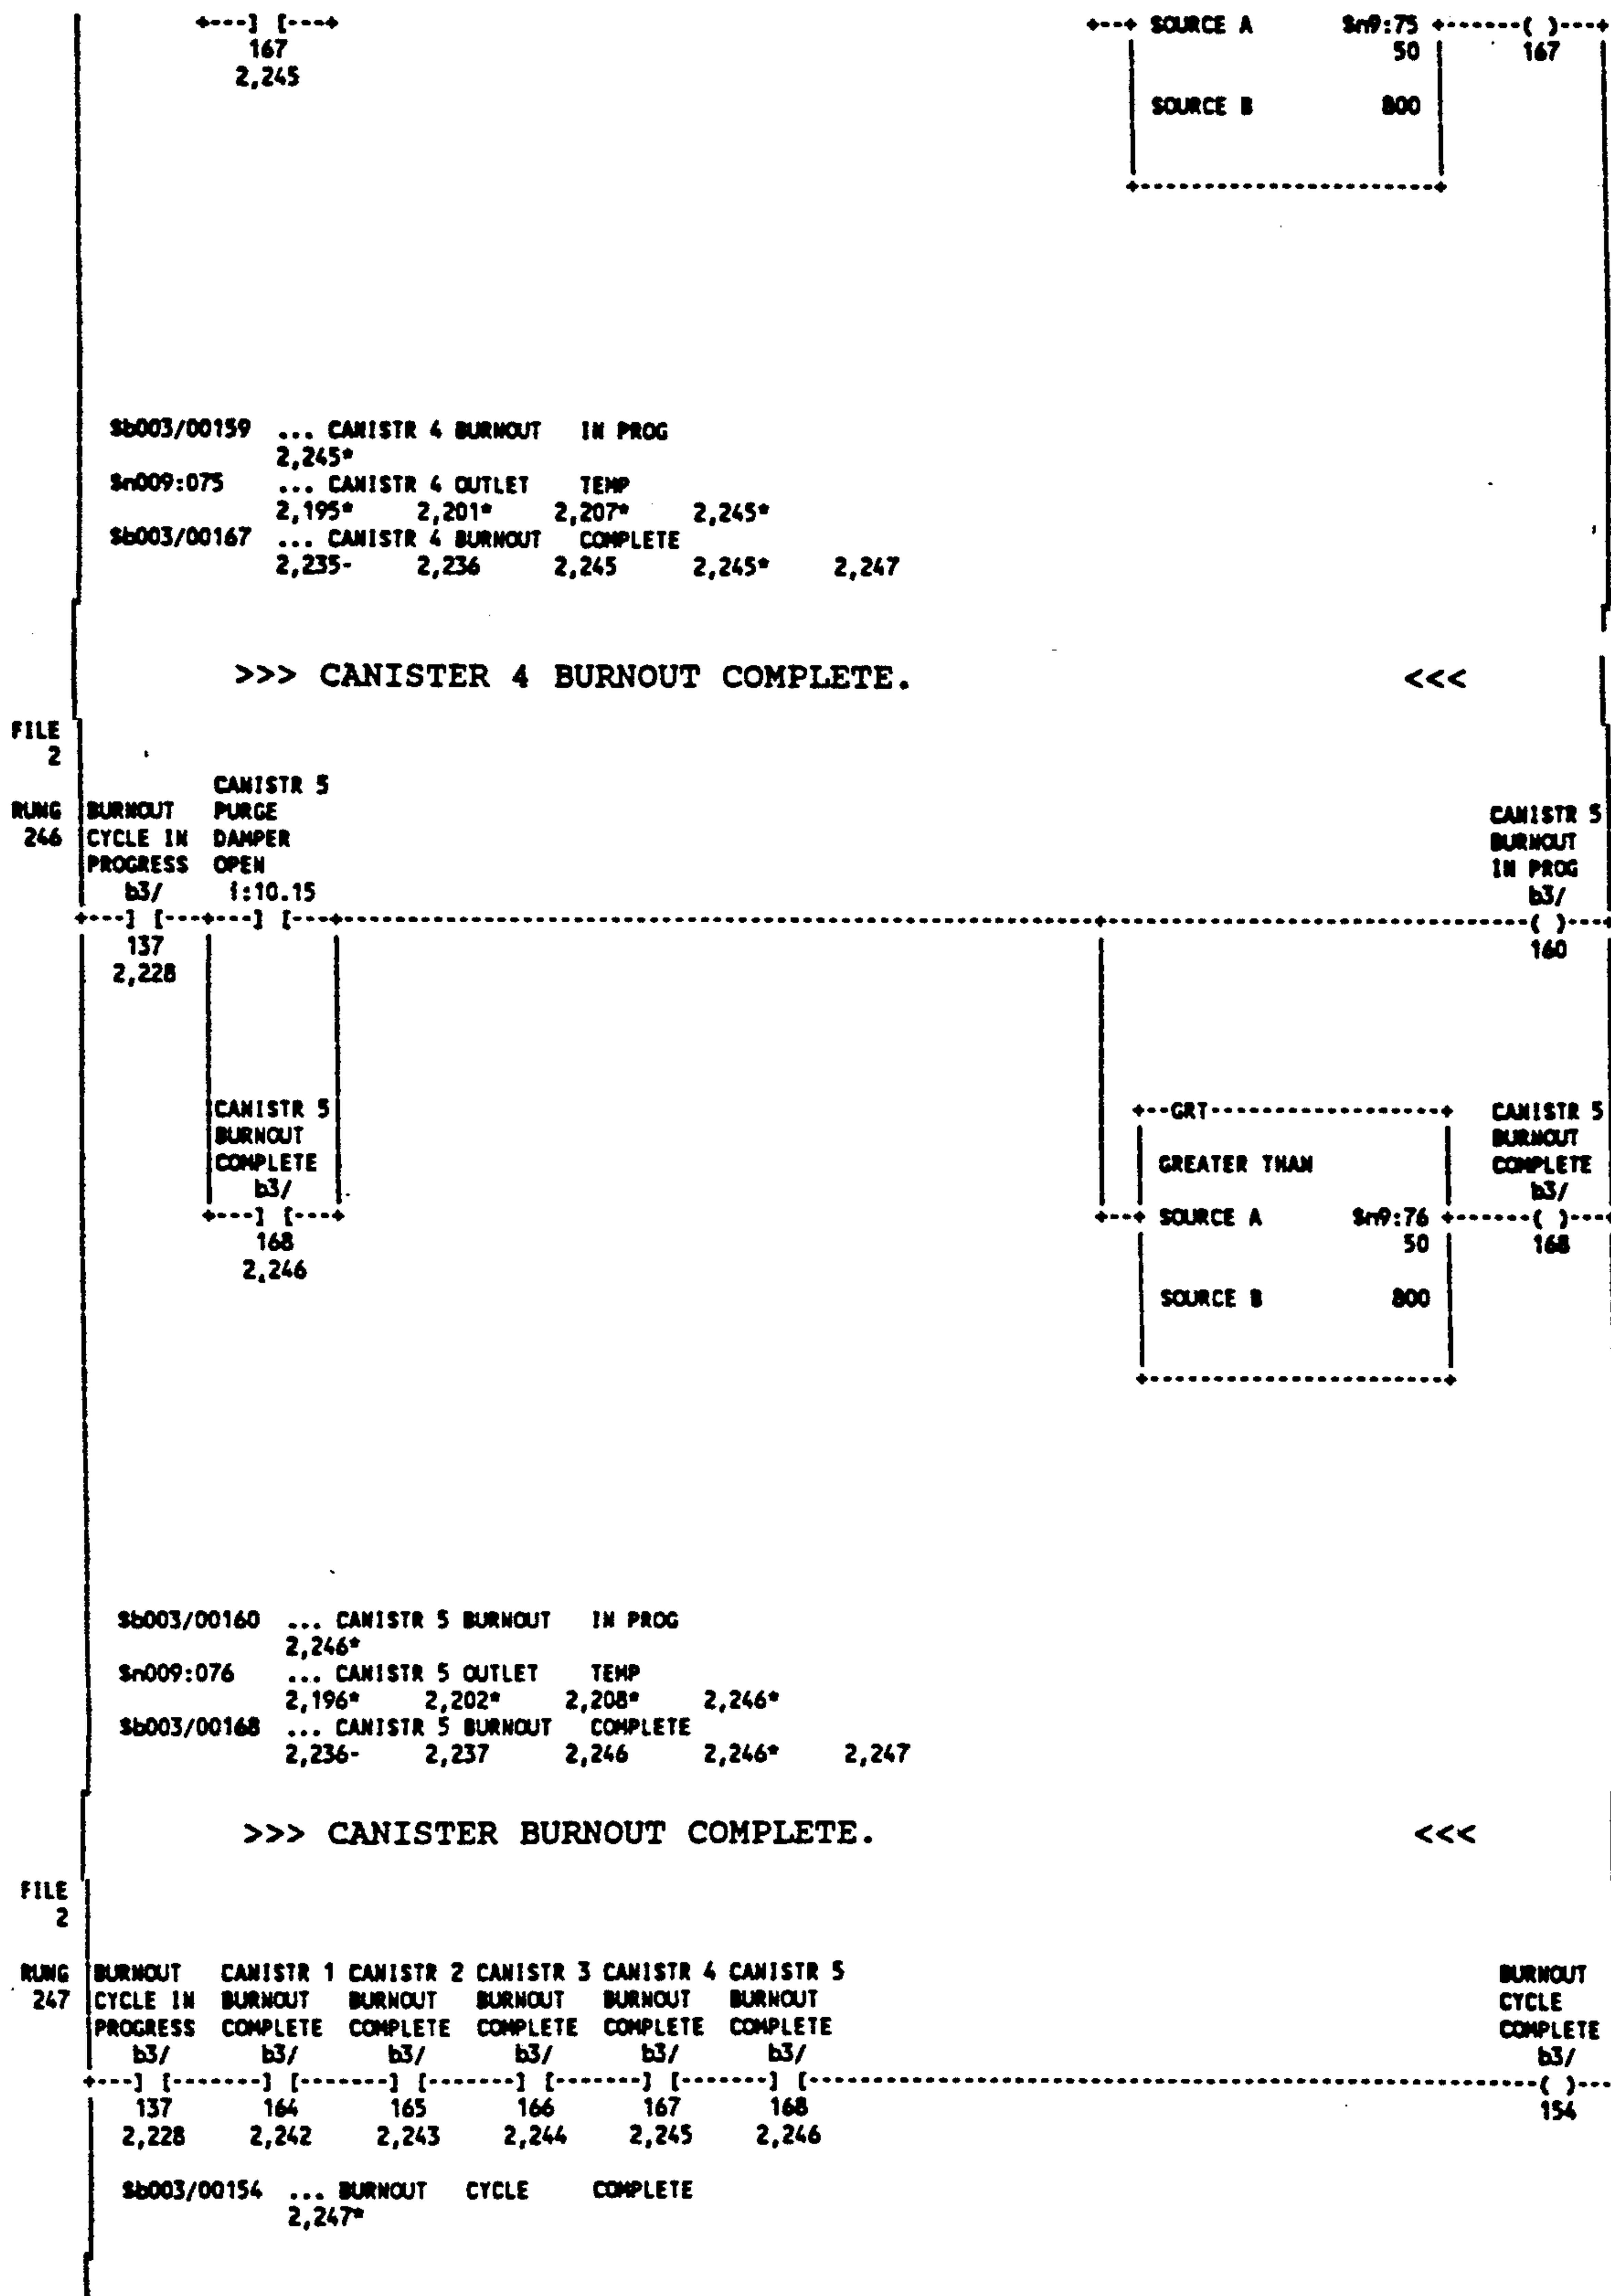 +---] [---+ +---+ SOURCE A $n9:75 +------( )---+
167 50 167
2,245
SOURCE B 800
$b003/00159 ... CANISTR 4 BURNOUT IN PROG
2,245*
$n009:075 ... CANISTR 4 OUTLET TEMP
2,195* 2,201* 2,207* 2,245*
$b003/00167 ... CANISTR 4 BURNOUT COMPLETE
2,235- 2,236 2,245 2,245* 2,247
>>> CANISTER 4 BURNOUT COMPLETE. <<<
FILE
2
CANISTR 5
RUNG BURNOUT PURGE CANISTR 5
246 CYCLE IN DAMPER BURNOUT
PROGRESS OPEN IN PROG
b3/ i:10.15 b3/
+---] [---+---] [---+ +---( )---+
137 160
2,228
CANISTR 5 +--GRT-------------------+ CANISTR 5
BURNOUT BURNOUT
COMPLETE GREATER THAN COMPLETE
b3/ b3/
+---] [---+ +---+ SOURCE A $n9:76 +------( )---+
168 50 168
2,246
SOURCE B 800
$b003/00160 ... CANISTR 5 BURNOUT IN PROG
2,246*
$n009:076 ... CANISTR 5 OUTLET TEMP
2,196* 2,202* 2,208* 2,246*
$b003/00168 ... CANISTR 5 BURNOUT COMPLETE
2,236- 2,237 2,246 2,246* 2,247
>>> CANISTER BURNOUT COMPLETE. <<<
FILE
2
RUNG BURNOUT CANISTR 1 CANISTR 2 CANISTR 3 CANISTR 4 CANISTR 5 BURNOUT
247 CYCLE IN BURNOUT BURNOUT BURNOUT BURNOUT BURNOUT CYCLE
PROGRESS COMPLETE COMPLETE COMPLETE COMPLETE COMPLETE COMPLETE
b3/ b3/ b3/ b3/ b3/ b3/ b3/
+---] [-------] [-------] [-------] [-------] [-------] [---( )---
137 164 165 166 167 168 154
2,228 2,242 2,243 2,244 2,245 2,246
$b003/00154 ... BURNOUT CYCLE COMPLETE
2,247*